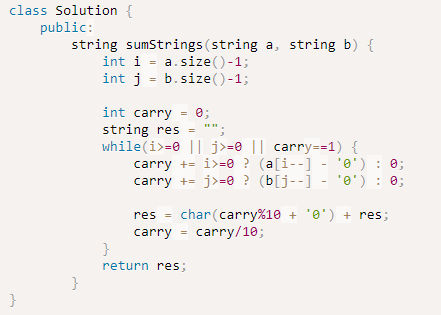 class Solution {
    public:
        string sumStrings(string a, string b) {
            int i = a.size()-1;
            int j = b.size()-1;

            int carry = 0;
            string res = "";
            while(i>=0 || j>=0 || carry==1) {
                carry += i>=0 ? (a[i--] - '0') : 0;
                carry += j>=0 ? (b[j--] - '0') : 0;

                res = char(carry%10 + '0') + res;
                carry = carry/10;
            }
            return res;
        }
}